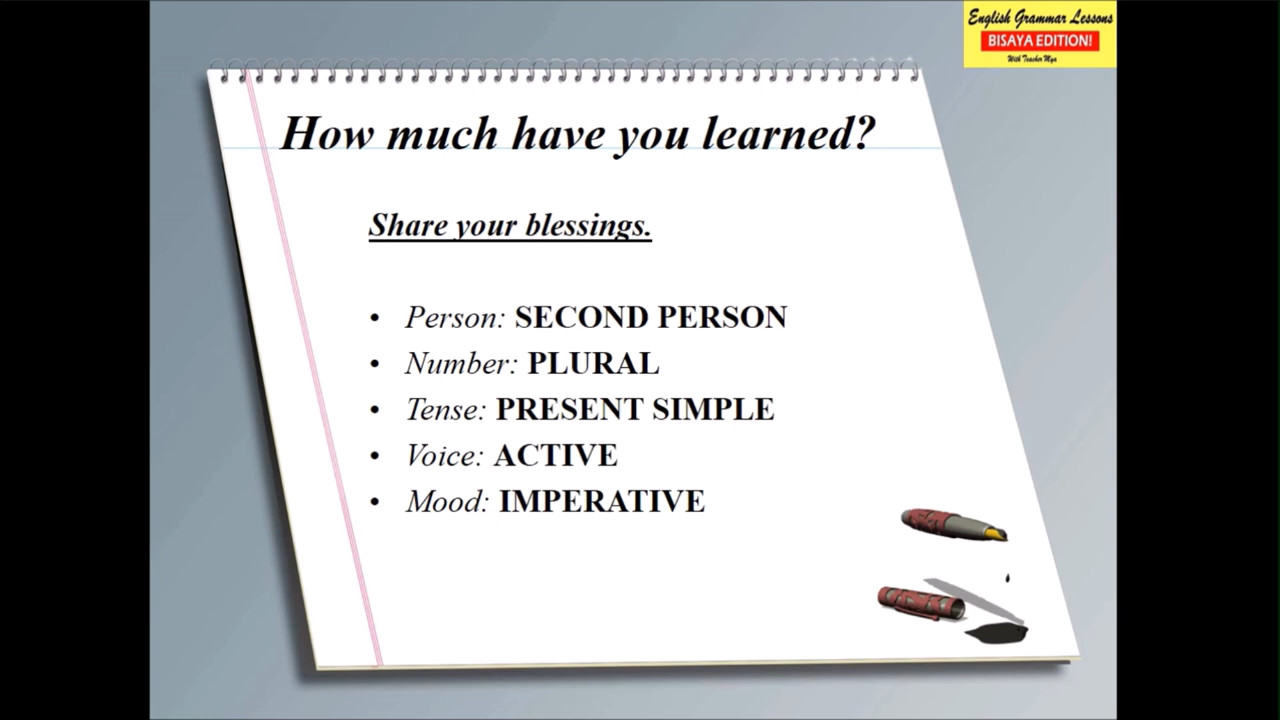 English Grammar Lessons
BISAYA EDITION!
With Teacher Mya
How much have you learned?
Share your blessings.
• Person: SECOND PERSON
• Number: PLURAL
• Tense: PRESENT SIMPLE
• Voice: ACTIVE
• Mood: IMPERATIVE